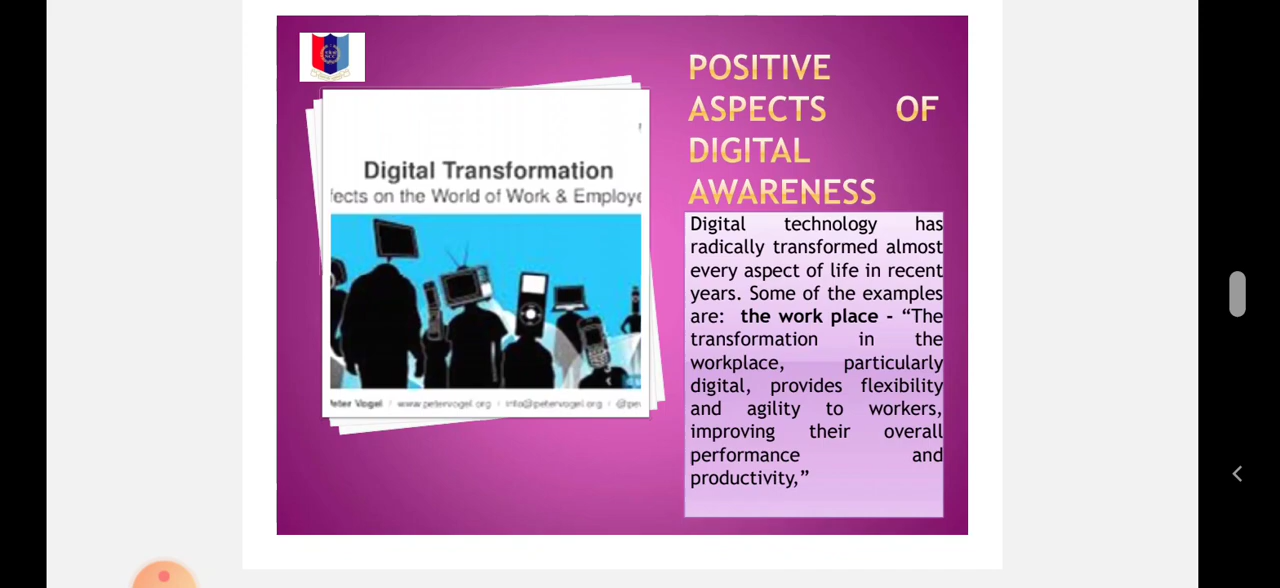 POSITIVE
ASPECTS OF
DIGITAL
AWARENESS
Digital Transformation
fects on the World of Work & Employe
Peter Vogel / www.petervogel.org / info@petervogel.org / @pe
Digital technology has
radically transformed almost
every aspect of life in recent
years. Some of the examples
are: the work place - “The
transformation in the
workplace, particularly
digital, provides flexibility
and agility to workers,
improving their overall
performance and
productivity,”